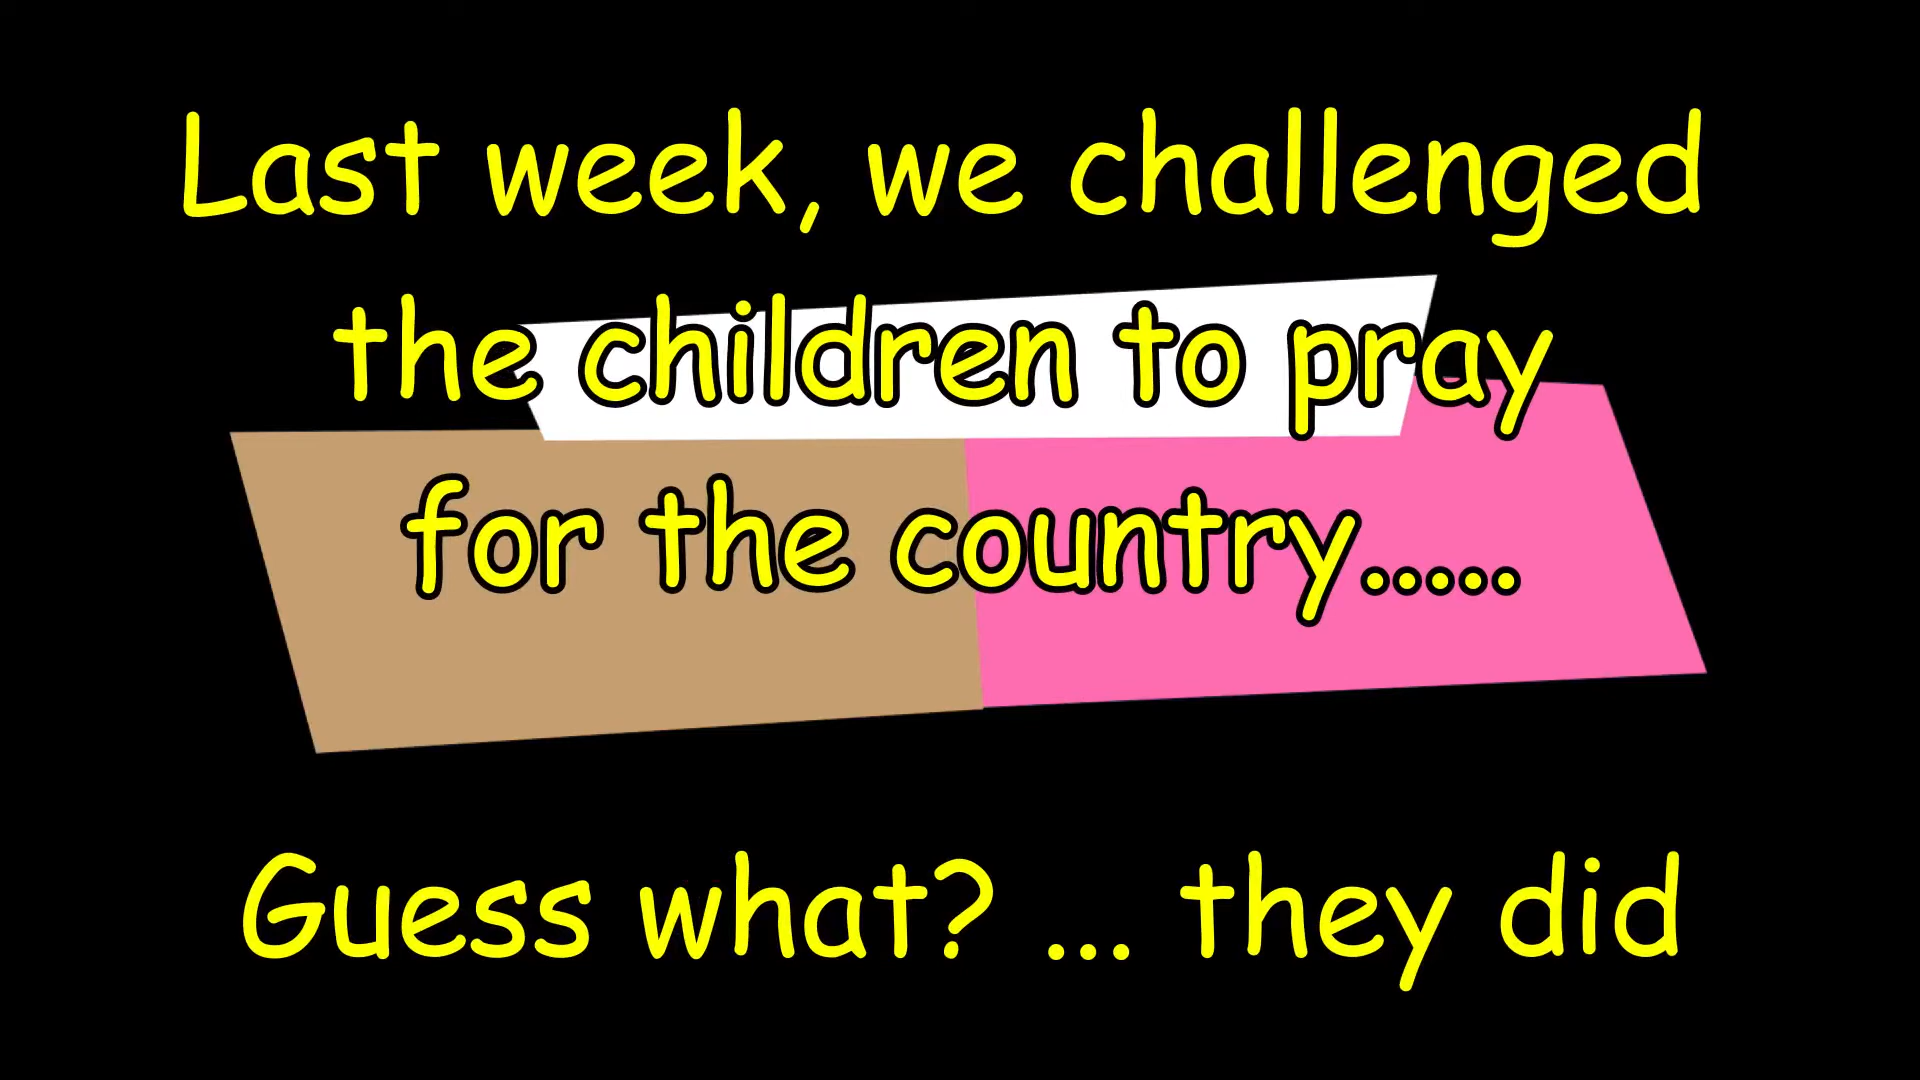 Last week, we challenged
the children to pray
for the country.....
Guess what? ... they did